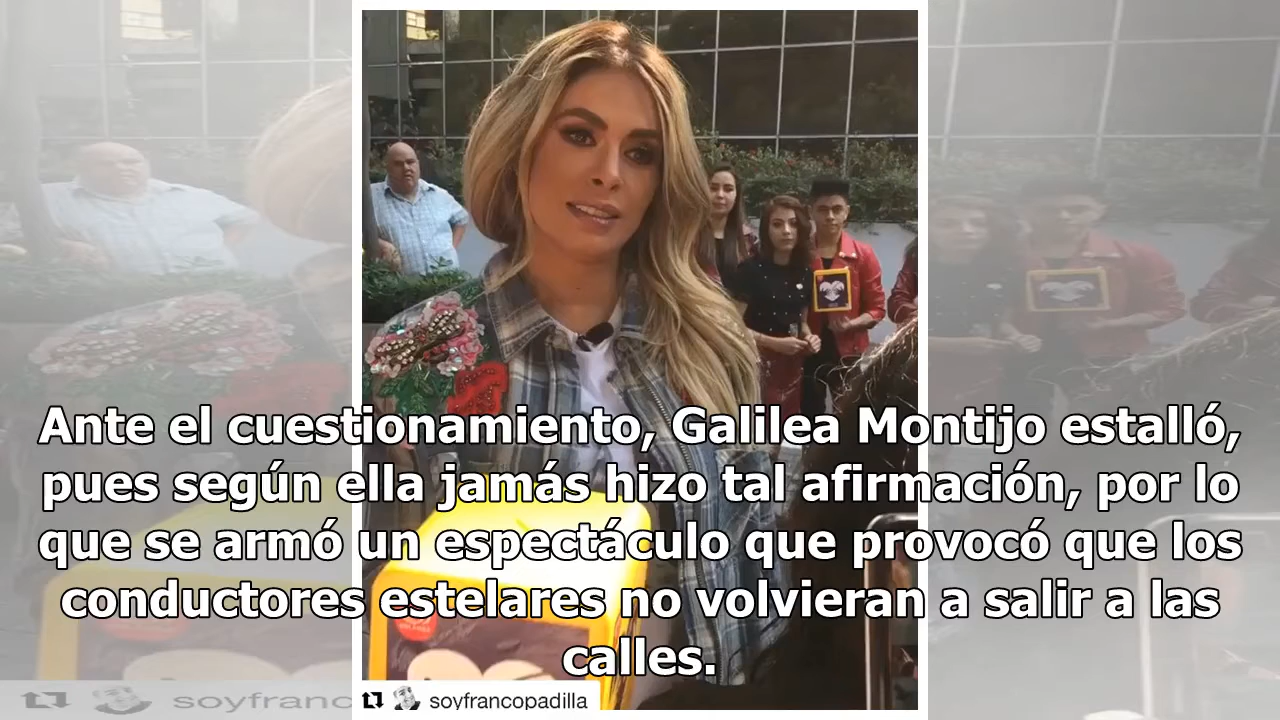 Ante el cuestionamiento, Galilea Montijo estalló,
pues según ella jamás hizo tal afirmación, por lo
que se armó un espectáculo que provocó que los
conductores estelares no volvieran a salir a las
calles.
soyfranco
soyfrancopadilla